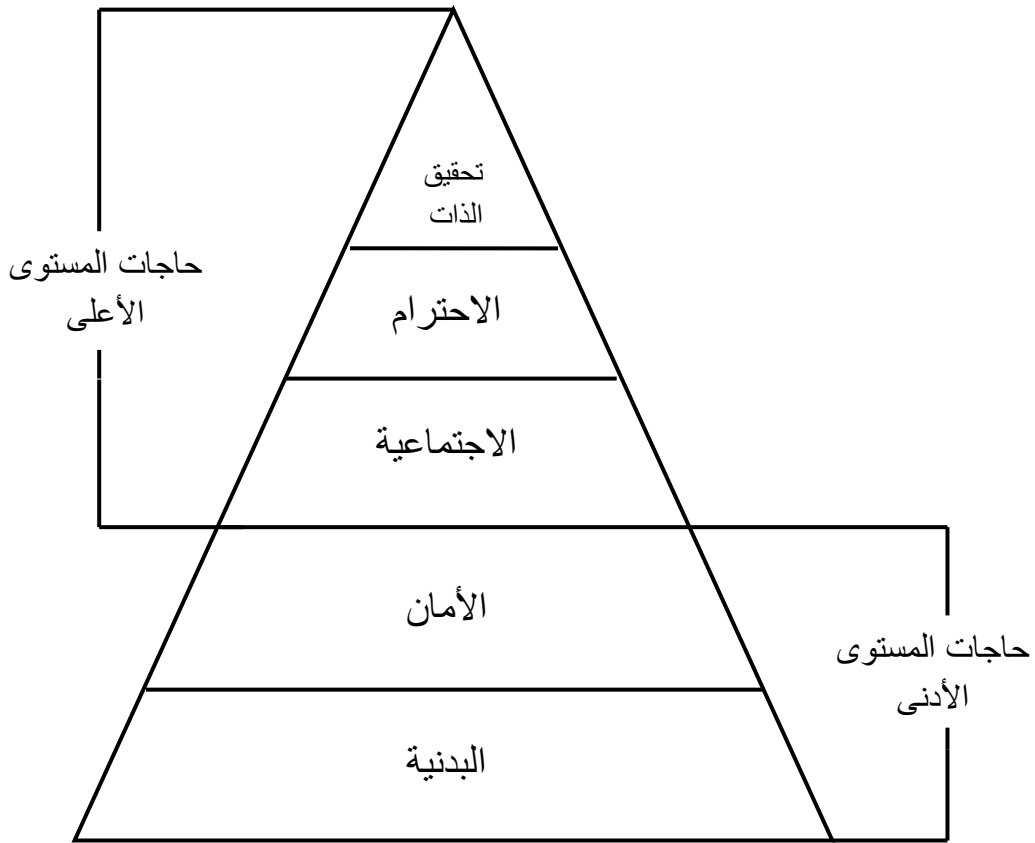 تحقيق
الذات
الاحترام
الاجتماعية
الأمان
البدنية
حاجات المستوى
الأعلى
حاجات المستوى
الأدنى